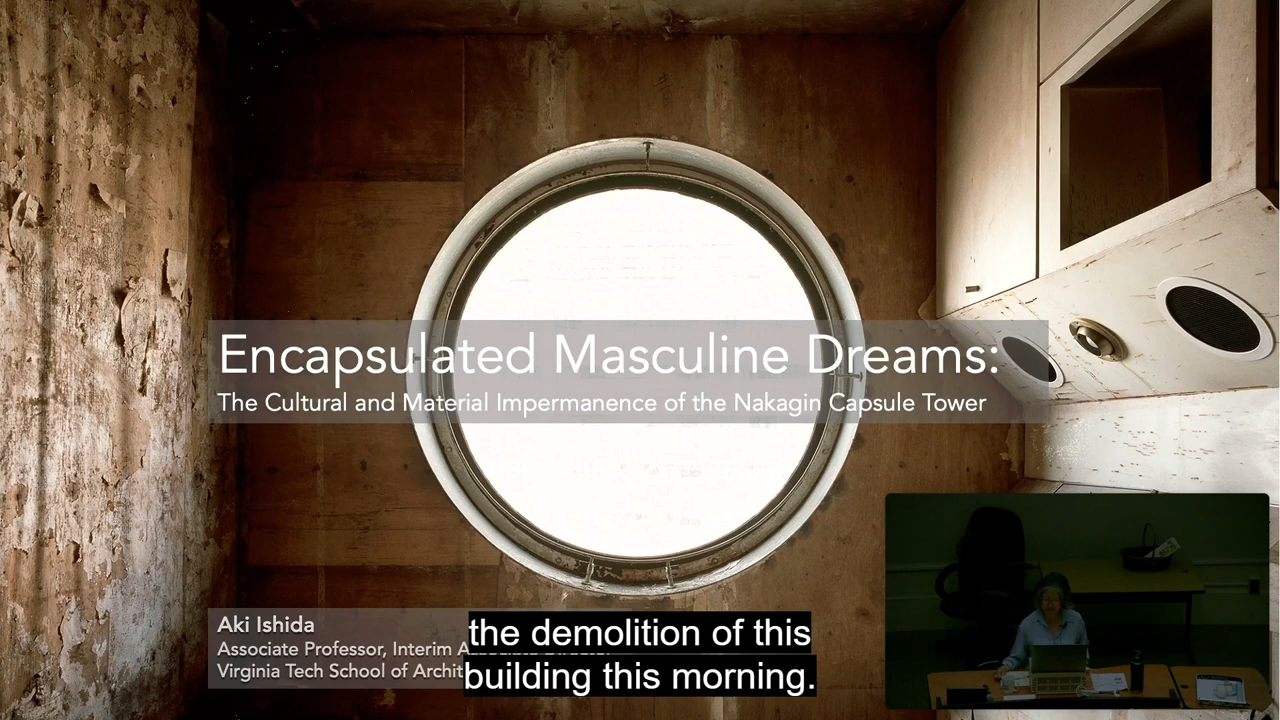 Encapsulated Masculine Dreams:
The Cultural and Material Impermanence of the Nakagin Capsule Tower
Aki Ishida
Associate Professor, Interim
Virginia Tech School of
the demolition of this
building this morning.